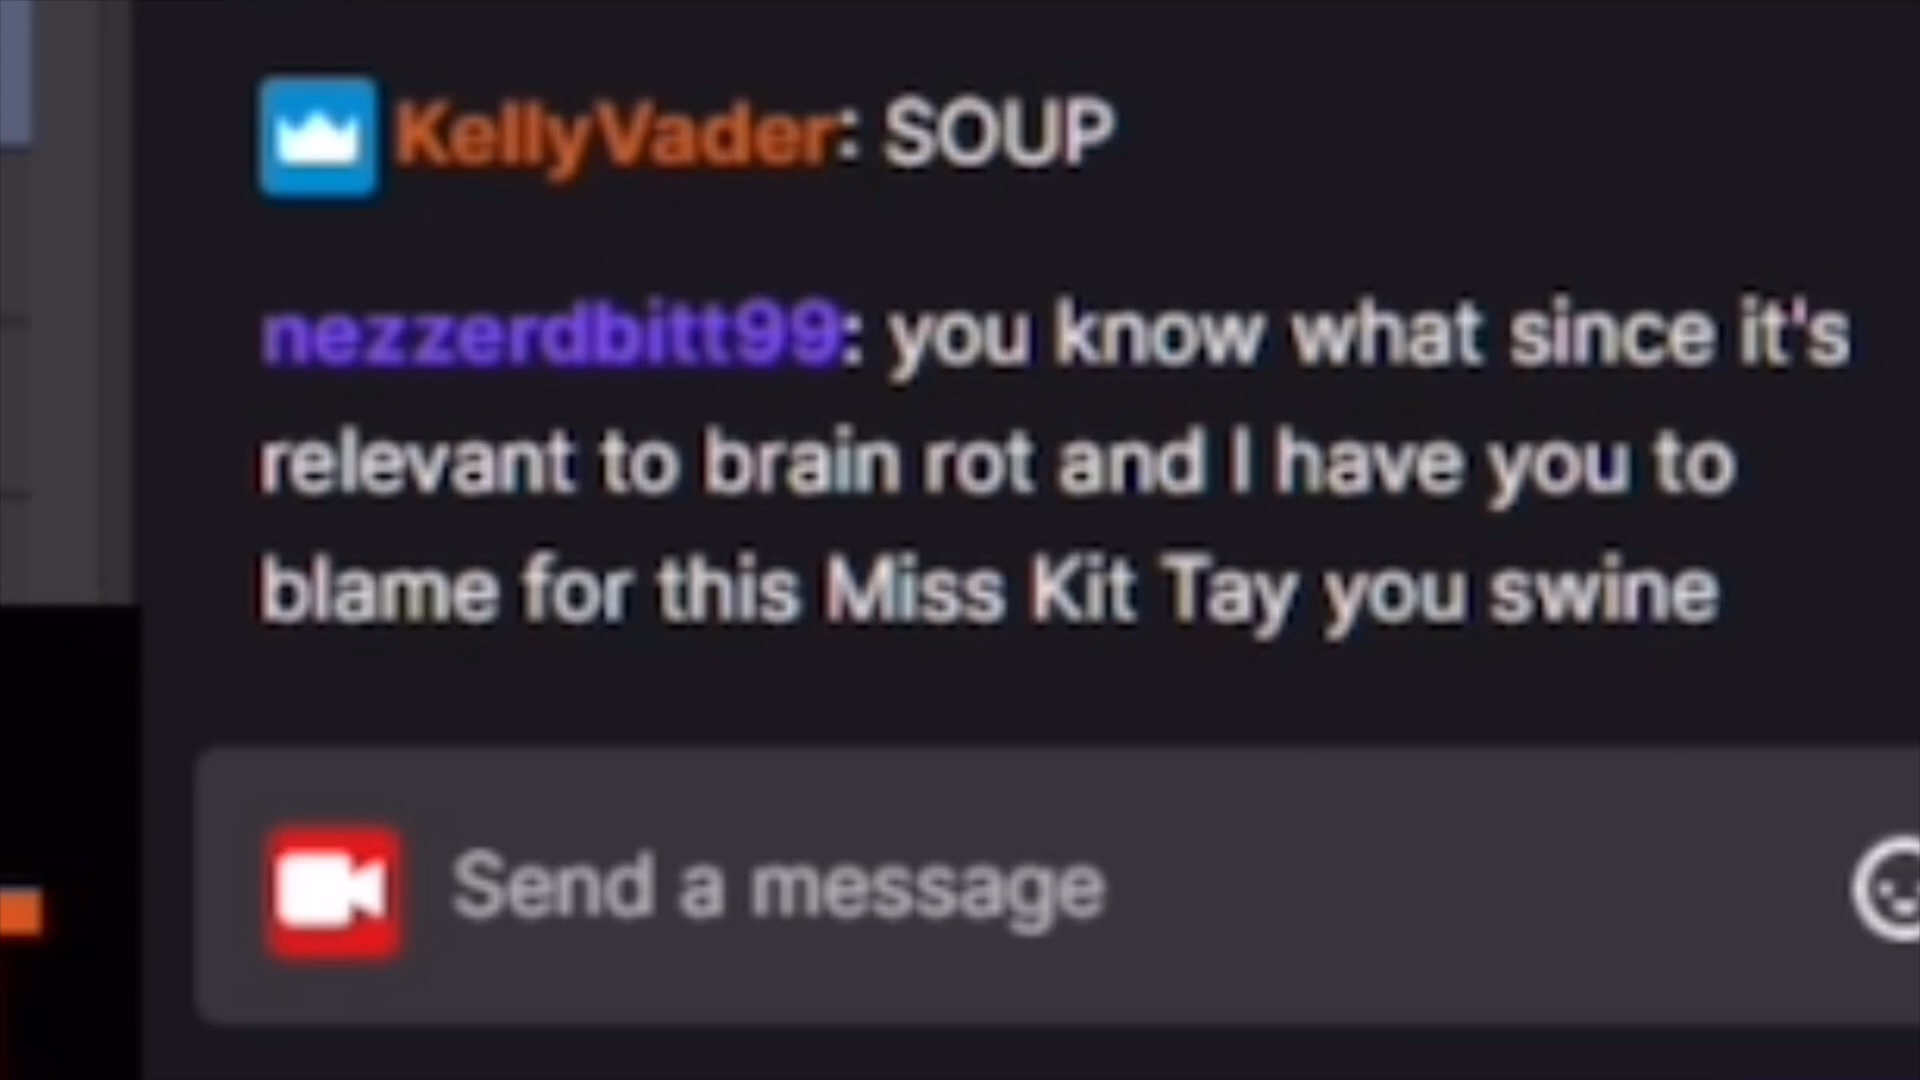 KellyVader: SOUP
nezzerdbitt99: you know what since it's
relevant to brain rot and I have you to
blame for this Miss Kit Tay you swine
Send a message